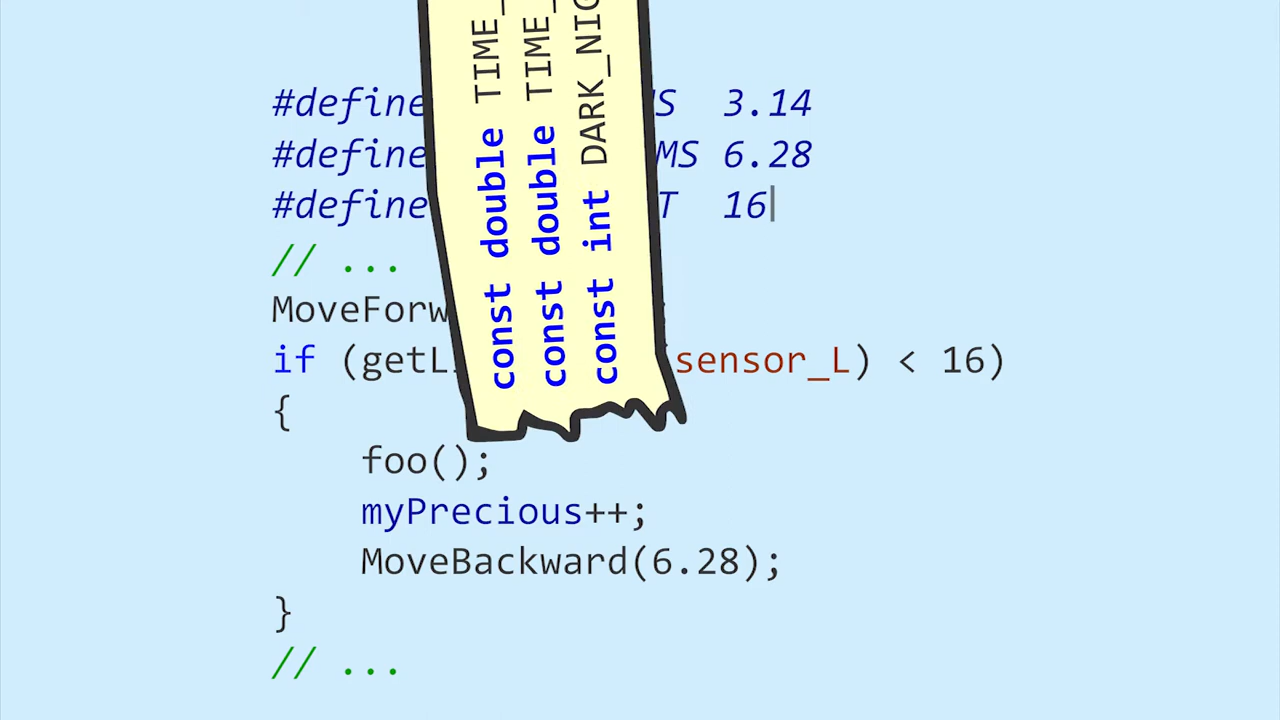 #define MS 3.14
#define MS 6.28
#define T 16
// ...
MoveForw ;
if (getL (sensor_L) < 16)
{
foo();
myPrecious++;
MoveBackward(6.28);
}
// ...
const double TIME_
const double TIME_
const int DARK_NIG